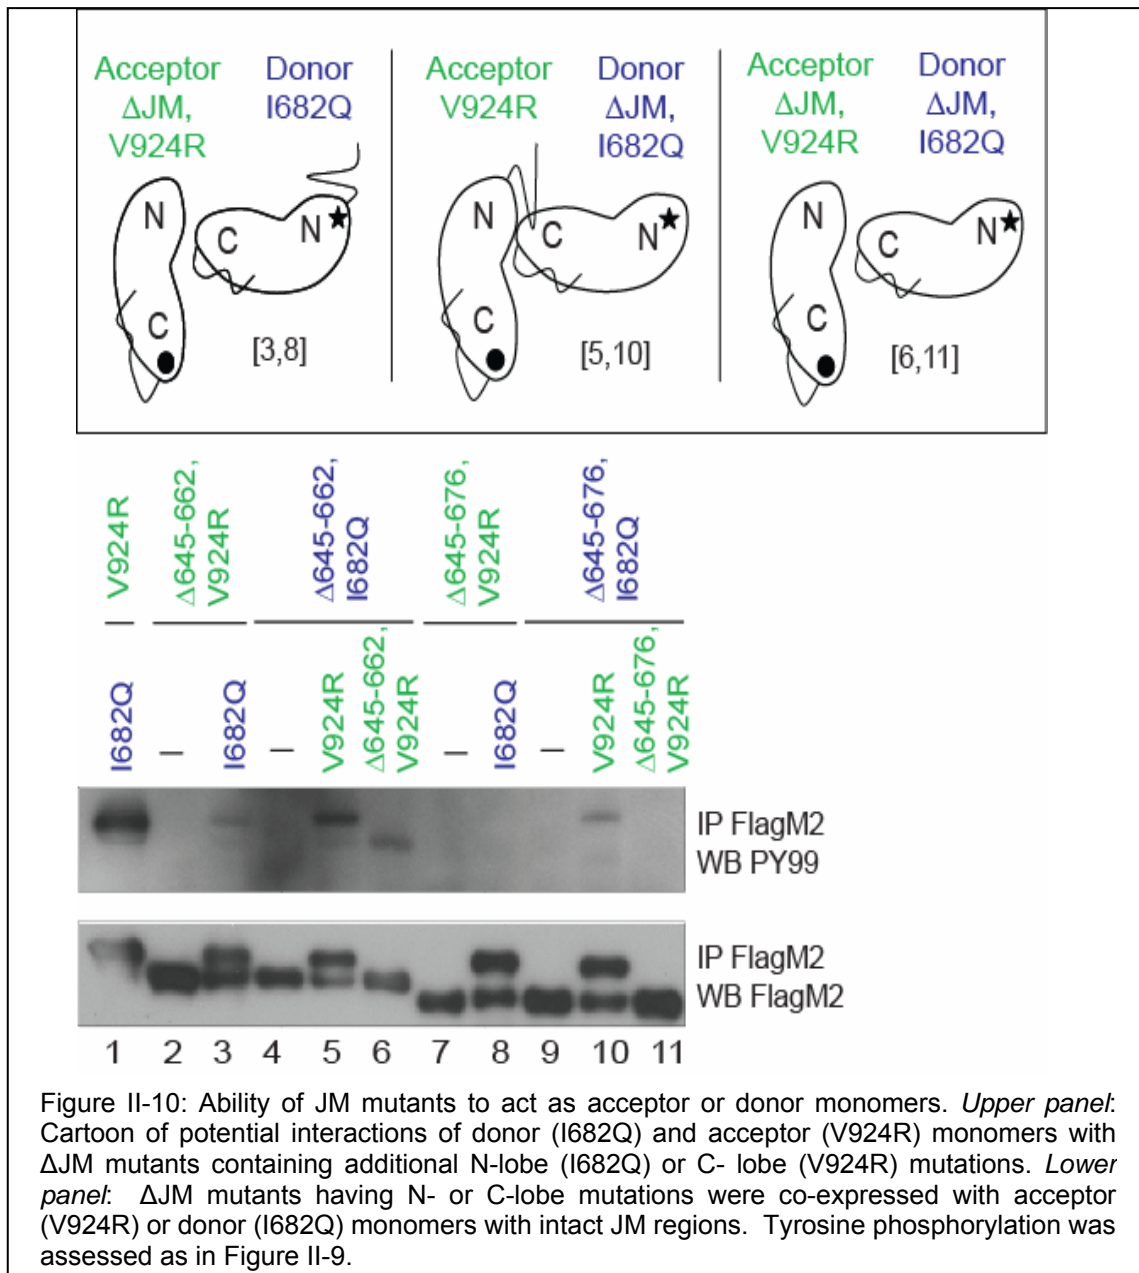 Acceptor Donor
ΔJM, I682Q
V924R
Acceptor Donor
V924R ΔJM,
I682Q
Acceptor Donor
ΔJM, ΔJM,
V924R I682Q
N
C
N
C
[3,8]
N
C
N
C
[5,10]
N
C
N
C
[6,11]
V924R
Δ645-662,
V924R
Δ645-662,
I682Q
Δ645-676,
V924R
Δ645-676,
I682Q
I682Q
–
I682Q
–
V924R
Δ645-662,
V924R
–
I682Q
–
V924R
Δ645-676,
V924R
IP FlagM2
WB PY99
IP FlagM2
WB FlagM2
1 2 3 4 5 6 7 8 9 10 11
Figure II-10: Ability of JM mutants to act as acceptor or donor monomers. Upper panel:
Cartoon of potential interactions of donor (I682Q) and acceptor (V924R) monomers with
ΔJM mutants containing additional N-lobe (I682Q) or C- lobe (V924R) mutations. Lower
panel: ΔJM mutants having N- or C-lobe mutations were co-expressed with acceptor
(V924R) or donor (I682Q) monomers with intact JM regions. Tyrosine phosphorylation was
assessed as in Figure II-9.